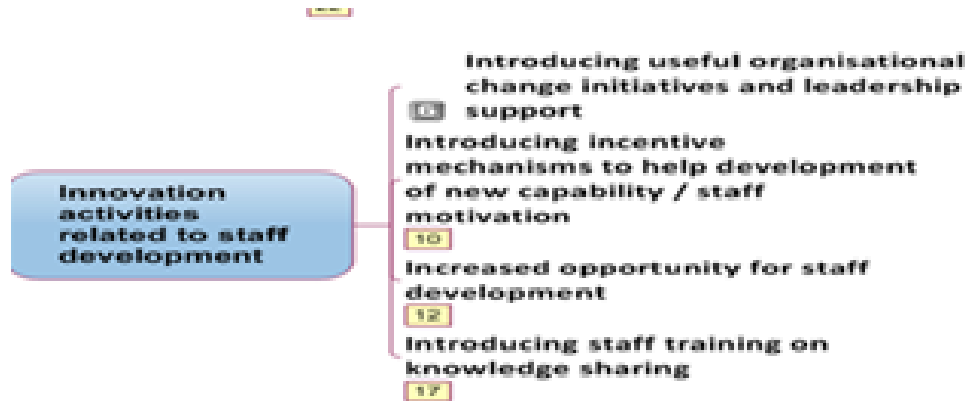 Introducing useful organisational
change initiatives and leadership
support
Introducing incentive
mechanisms to help development
of new capability / staff
motivation
10
Innovation
activities
related to staff
development
Increased opportunity for staff
development
12
Introducing staff training on
knowledge sharing
17